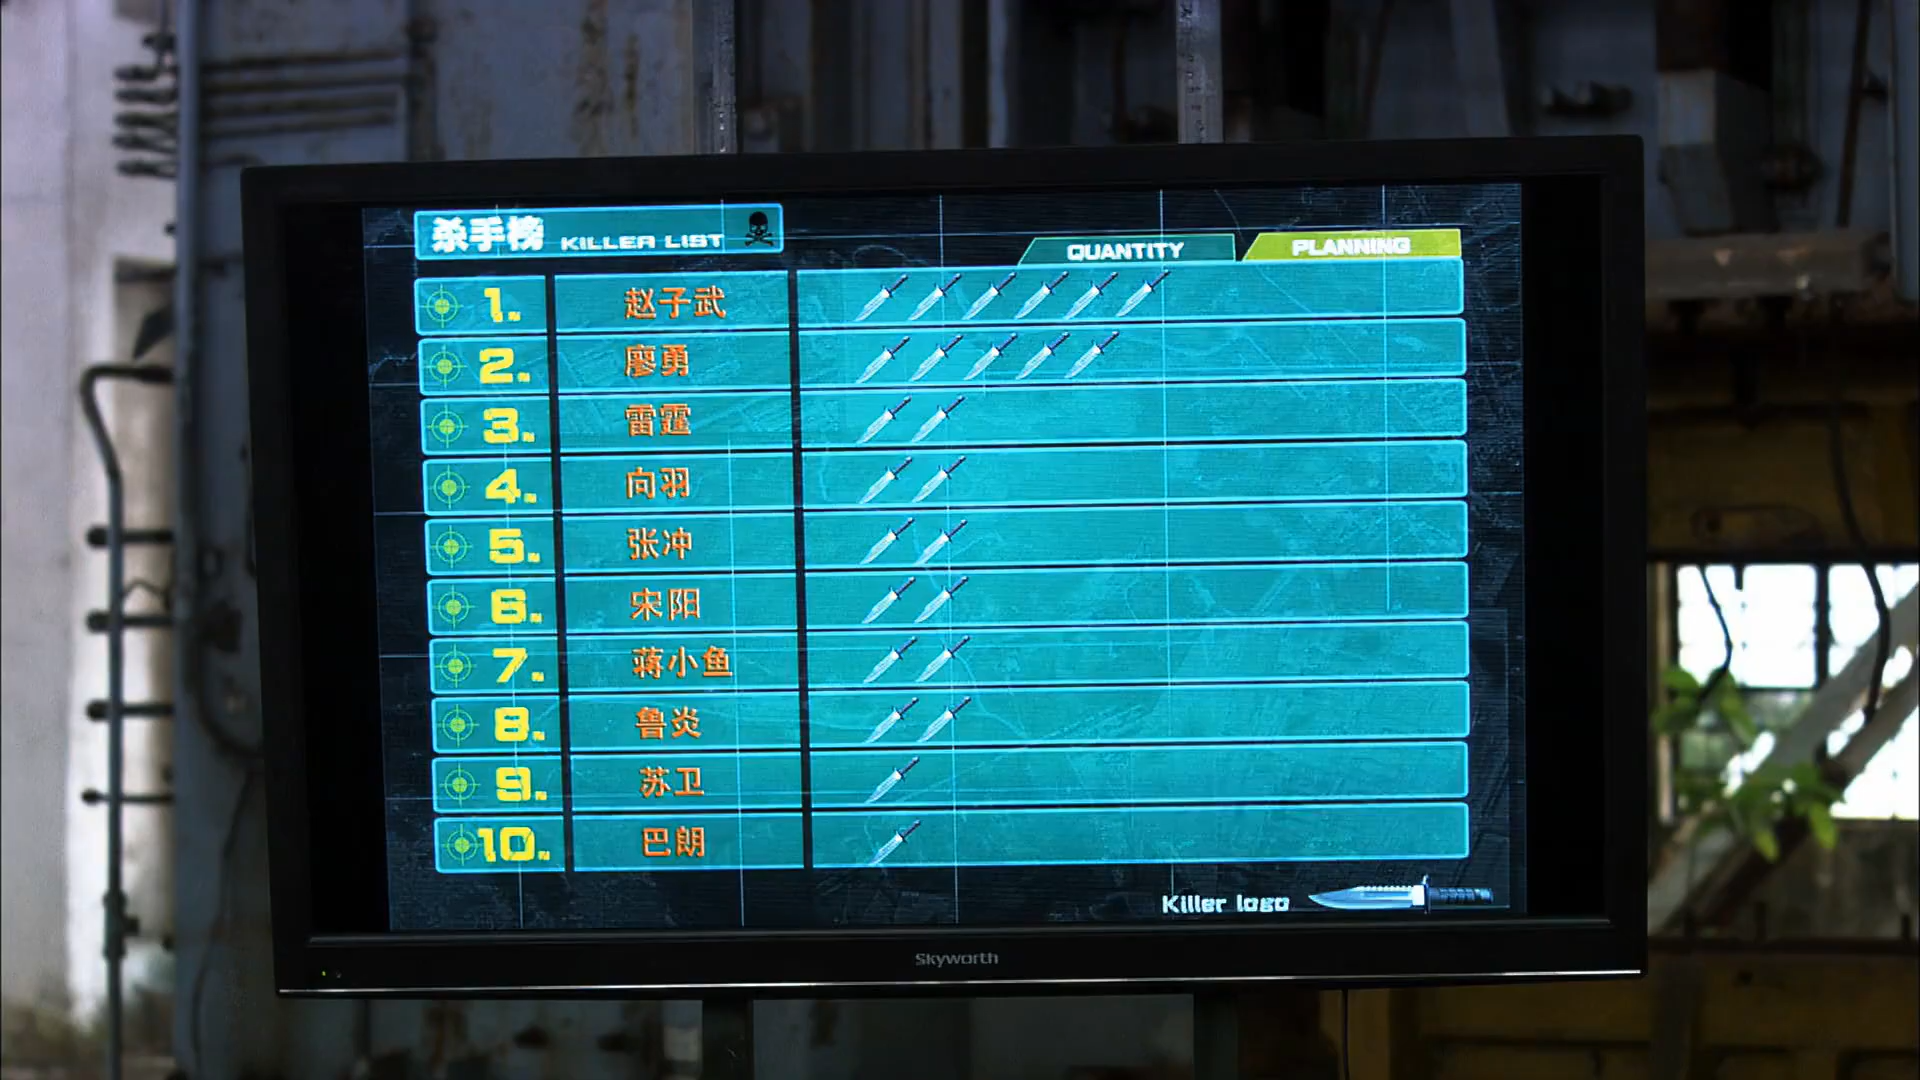 杀手榜 KILLER LIST
QUANTITY PLANNING
1. 赵子武
2. 廖勇
3. 雷霆
4. 向羽
5. 张冲
6. 宋阳
7. 蒋小鱼
8. 鲁炎
9. 苏卫
10. 巴朗
Killer logo
Skyworth